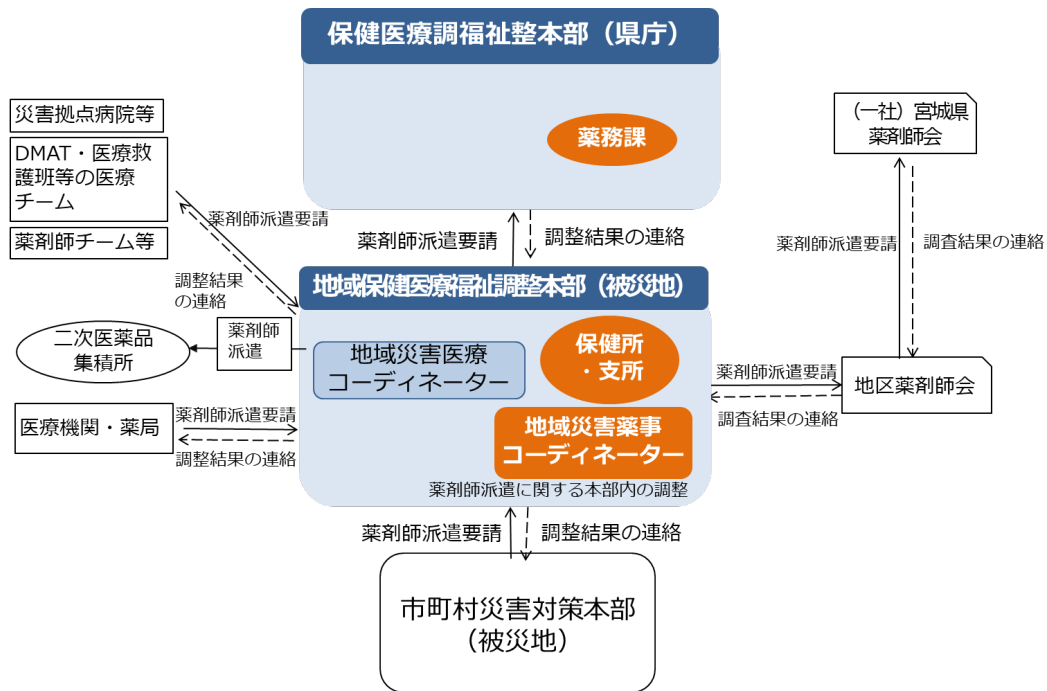 保健医療調福祉整本部（県庁）
薬務課
災害拠点病院等
DMAT・医療救
護班等の医療
チーム
薬剤師チーム等
薬剤師派遣要請
調整結果
の連絡
薬剤師派遣要請
調整結果の連絡
（一社）宮城県
薬剤師会
薬剤師派遣要請
調査結果の連絡
地域保健医療福祉調整本部（被災地）
二次医薬品
集積所
薬剤師
派遣
地域災害医療
コーディネーター
保健所
・支所
薬剤師派遣要請
調査結果の連絡
地区薬剤師会
医療機関・薬局
薬剤師派遣要請
調整結果の連絡
地域災害薬事
コーディネーター
薬剤師派遣に関する本部内の調整
薬剤師派遣要請
調整結果の連絡
市町村災害対策本部
（被災地）